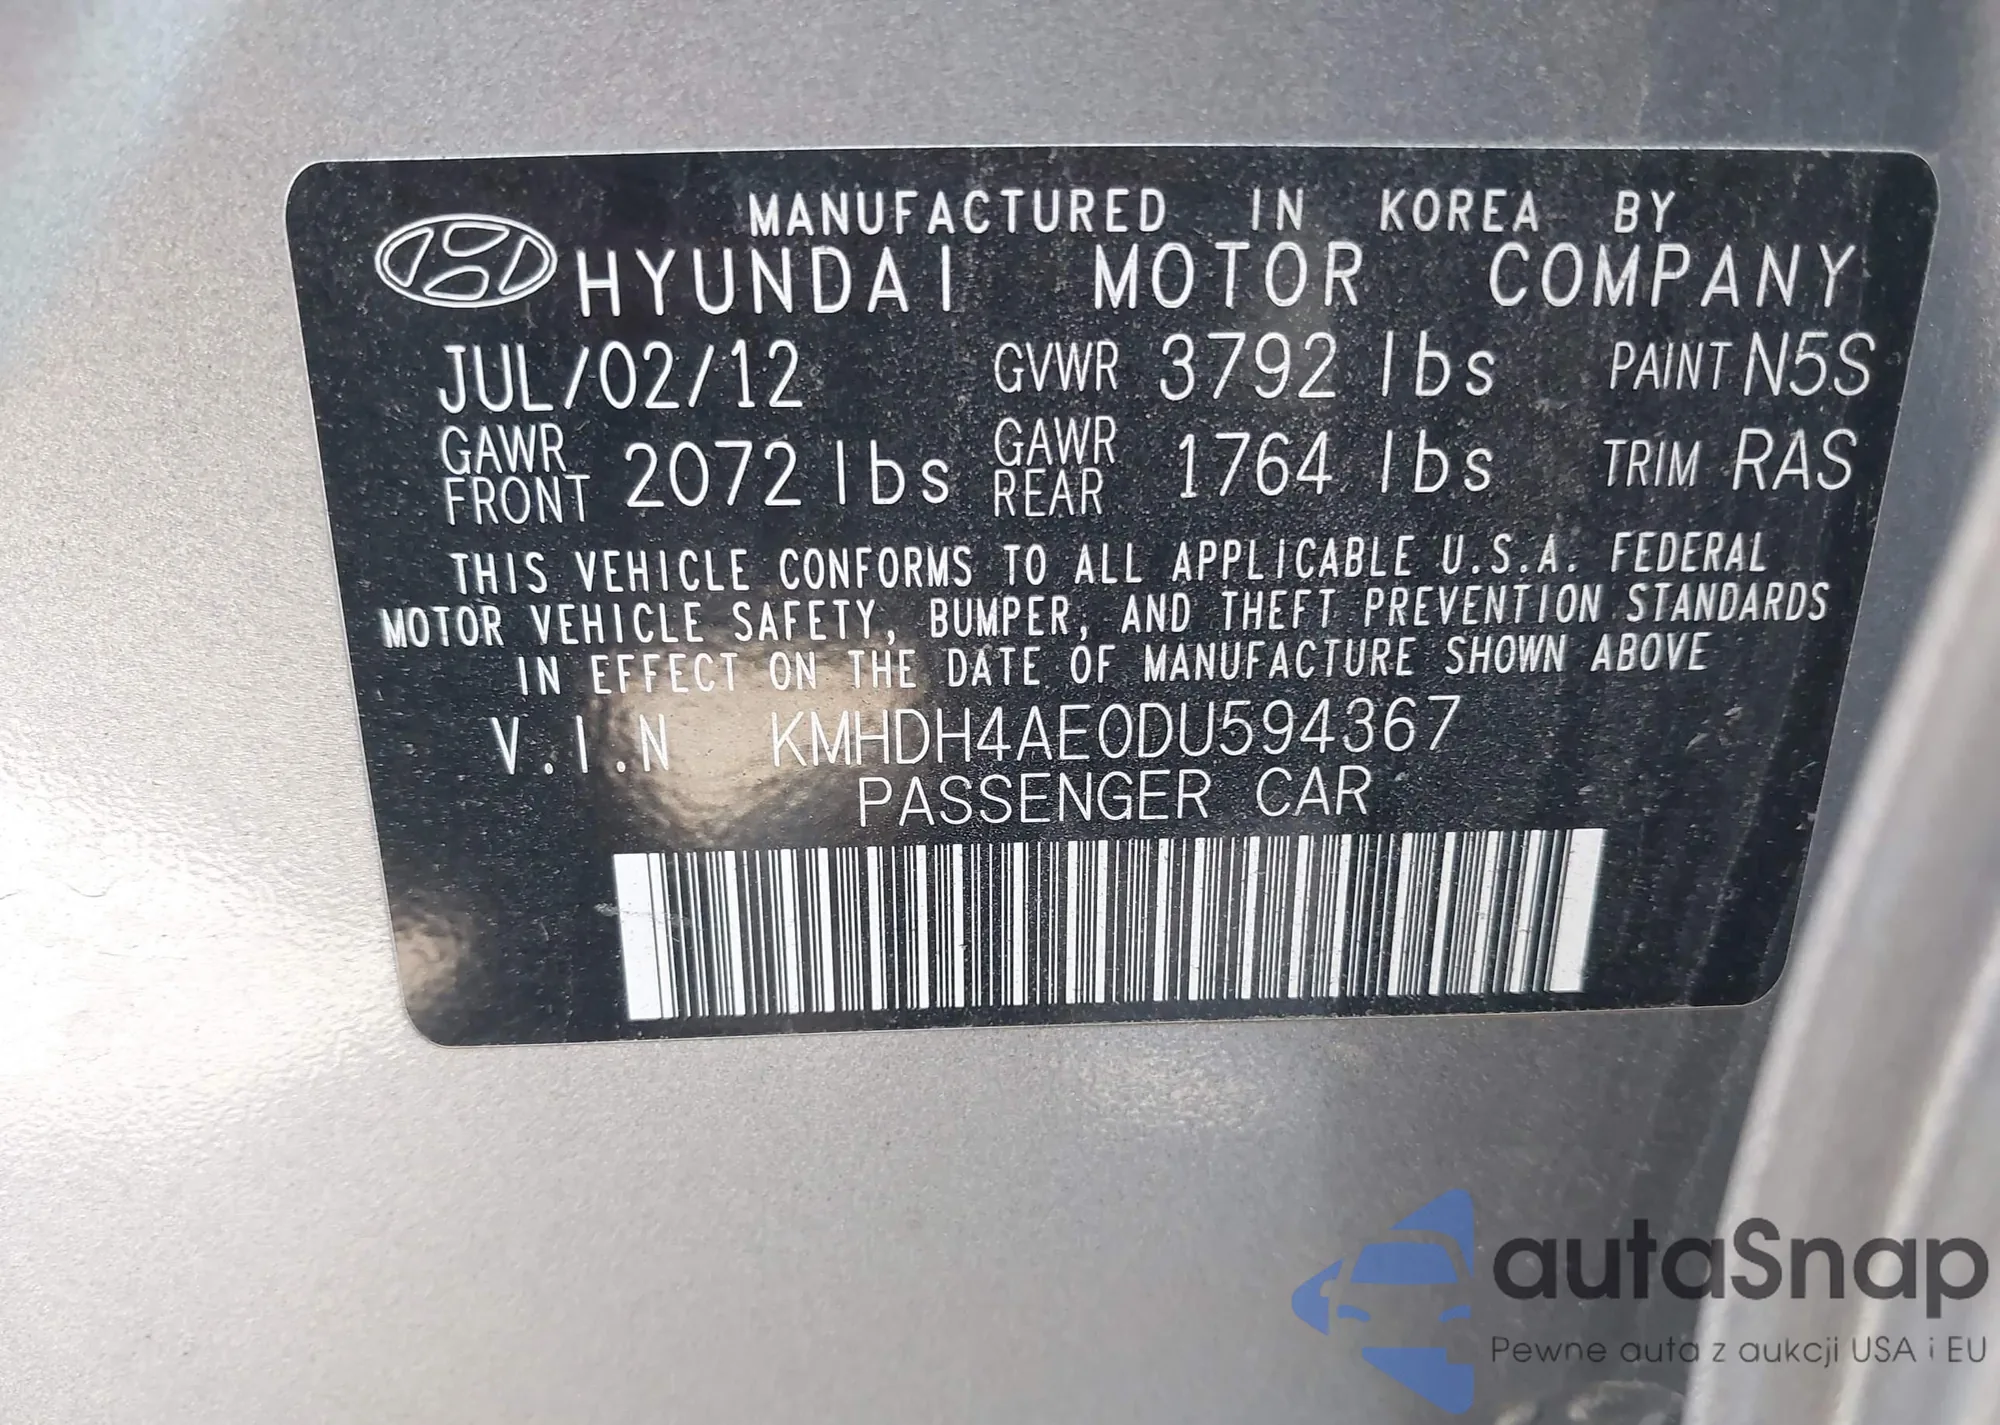 MANUFACTURED IN KOREA BY
HYUNDAI MOTOR COMPANY
JUL/02/12 GVWR 3792 lbs PAINT N5S
GAWR FRONT 2072 lbs GAWR REAR 1764 lbs TRIM RAS
THIS VEHICLE CONFORMS TO ALL APPLICABLE U.S.A. FEDERAL
MOTOR VEHICLE SAFETY, BUMPER, AND THEFT PREVENTION STANDARDS
IN EFFECT ON THE DATE OF MANUFACTURE SHOWN ABOVE
V.I.N KMHDH4AE0DU594367
PASSENGER CAR
autaSnap
Pewne auta z aukcji USA i EU